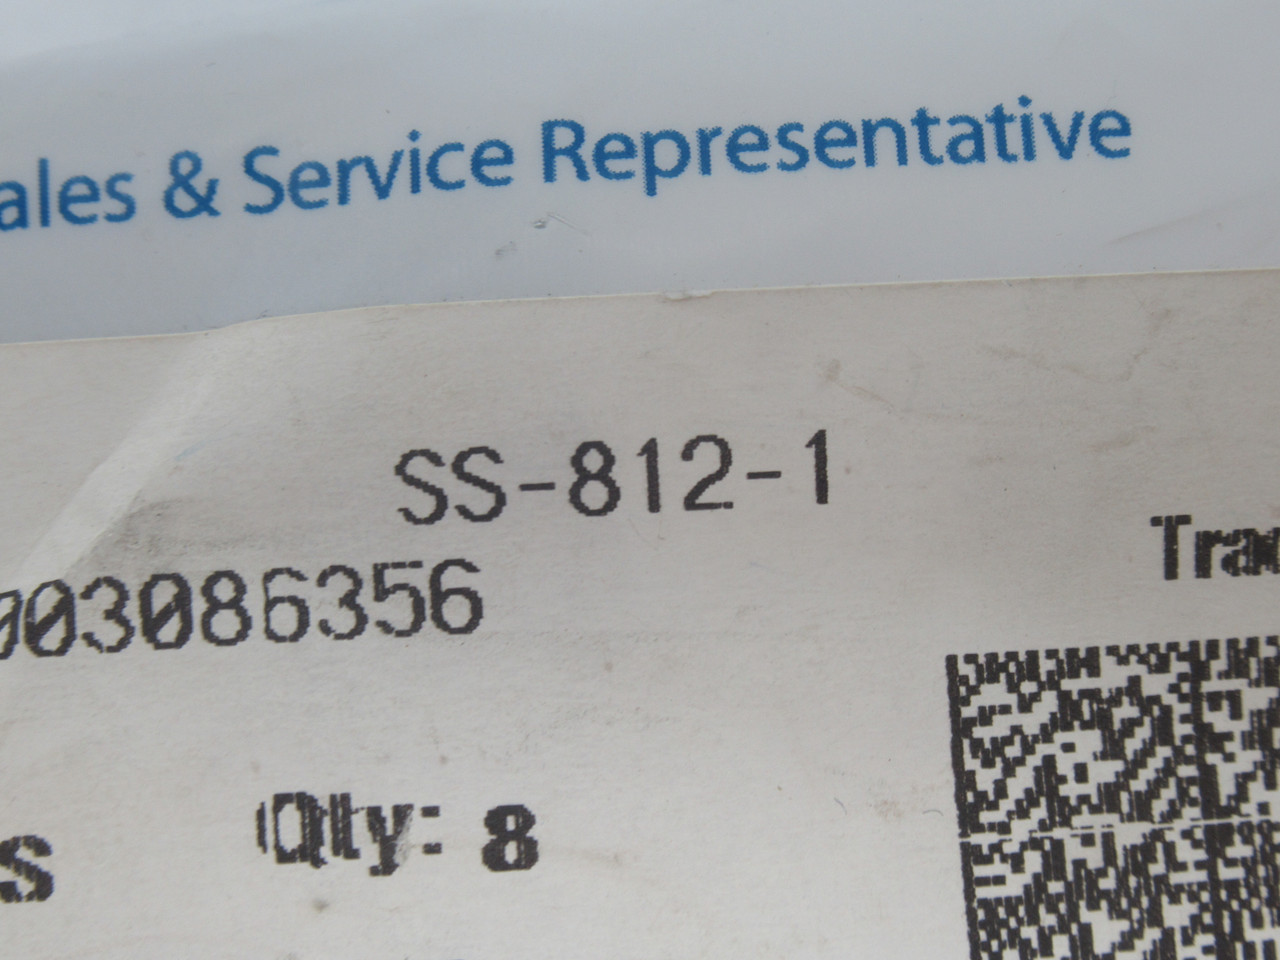 ales & Service Representative
SS-812-1
003086356
Trac
Qty: 8
s